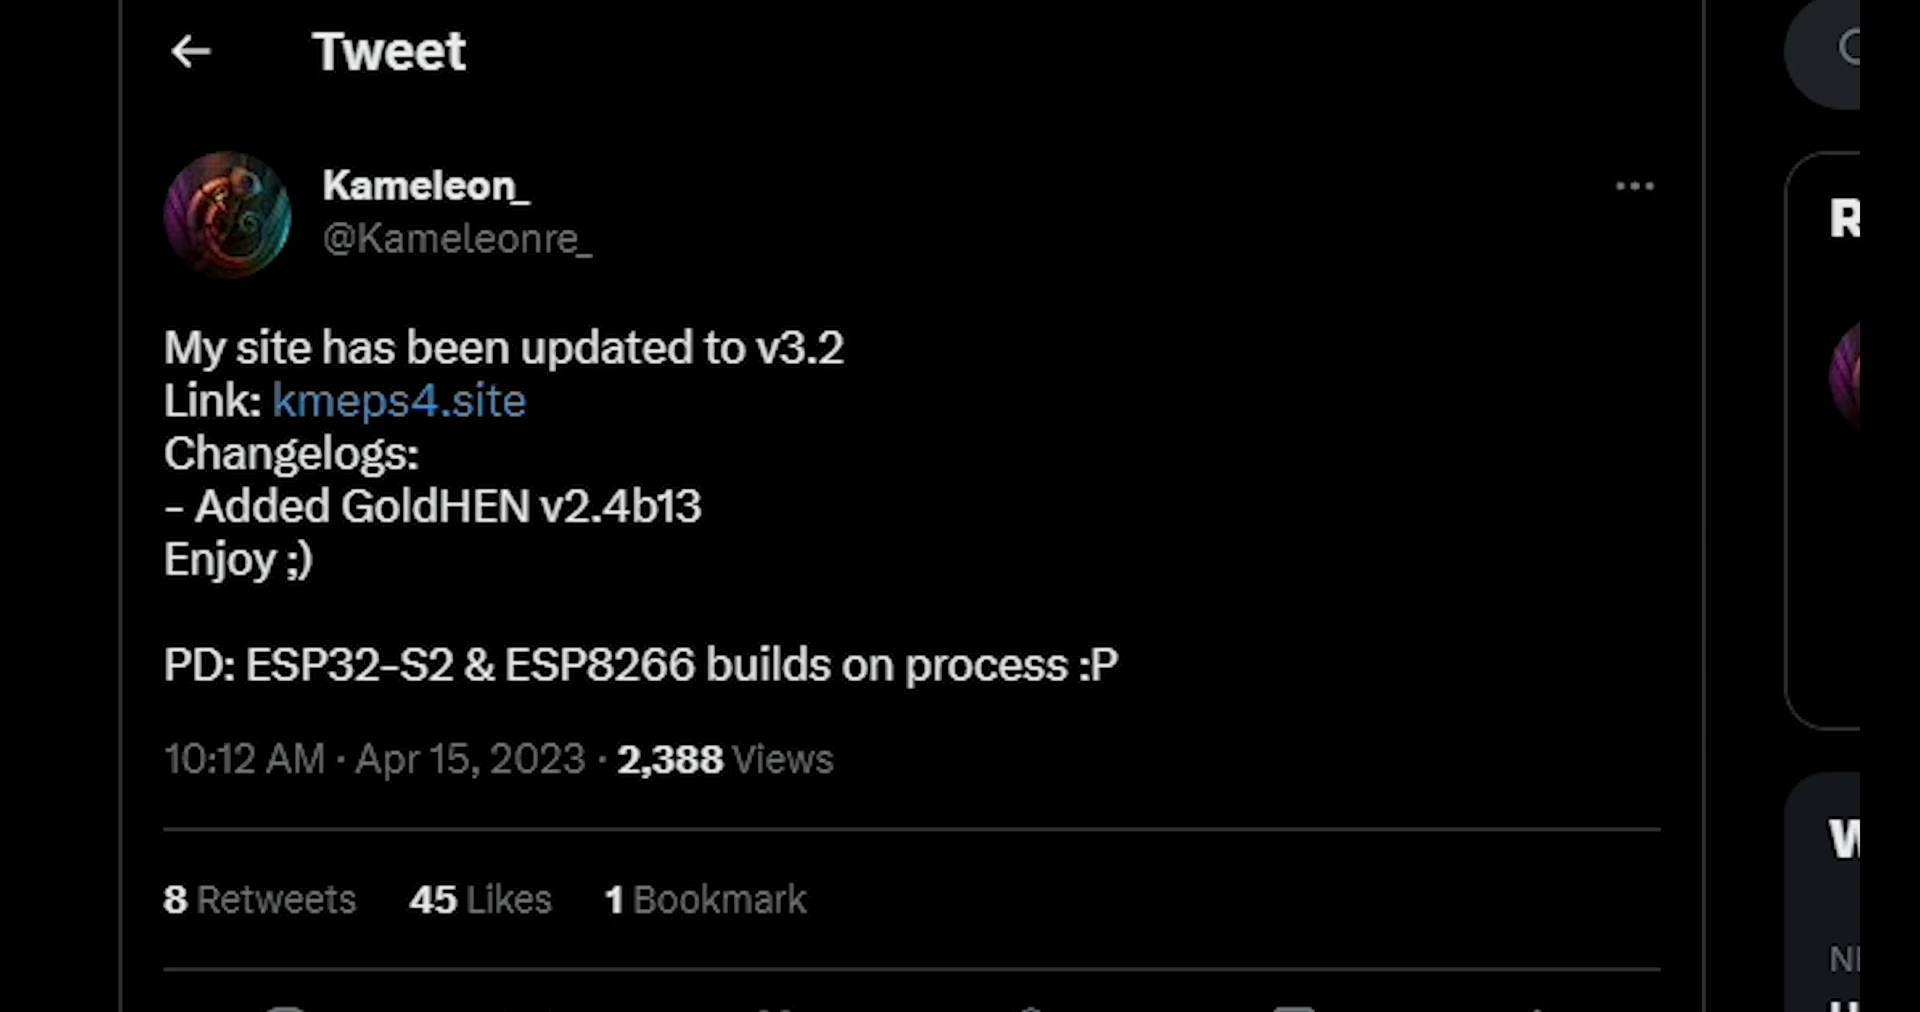 Tweet
Kameleon_
@Kameleonre_
My site has been updated to v3.2
Link: kmeps4.site
Changelogs:
- Added GoldHEN v2.4b13
Enjoy ;)
PD: ESP32-S2 & ESP8266 builds on process :P
10:12 AM · Apr 15, 2023 · 2,388 Views
8 Retweets 45 Likes 1 Bookmark